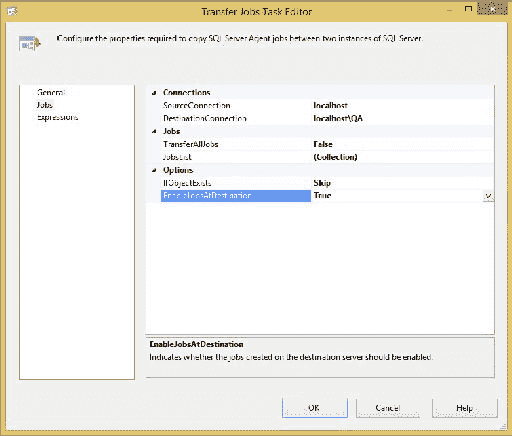 Transfer Jobs Task Editor
Configure the properties required to copy SQL Server Agent jobs between two instances of SQL Server.
General
Jobs
Expressions
Connections
SourceConnection localhost
DestinationConnection localhost\QA
Jobs
TransferAllJobs False
JobsList (Collection)
Options
IfObjectExists Skip
EnableJobsAtDestination True
EnableJobsAtDestination
Indicates whether the jobs created on the destination server should be enabled.
OK
Cancel
Help